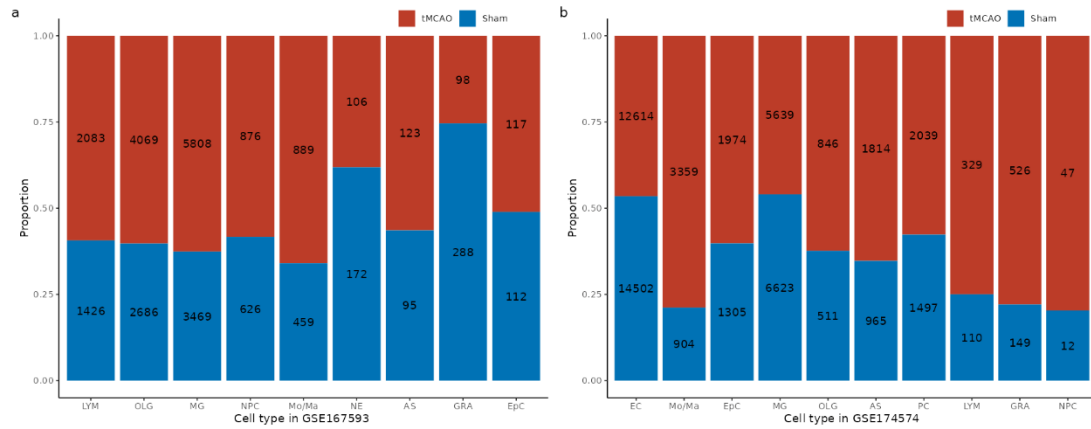 a
tMCAO Sham
Proportion
1.00
0.75
0.50
0.25
0.00
2083 4069 5808 876 889 106 123 98 117
1426 2686 3469 626 459 172 95 288 112
LYM OLG MG NPC Mo/Ma NE AS GRA EpC
Cell type in GSE167593
b
tMCAO Sham
Proportion
1.00
0.75
0.50
0.25
0.00
12614 3359 1974 5639 846 1814 2039 329 526 47
14502 904 1305 6623 511 965 1497 110 149 12
EC Mo/Ma EpC MG OLG AS PC LYM GRA NPC
Cell type in GSE174574